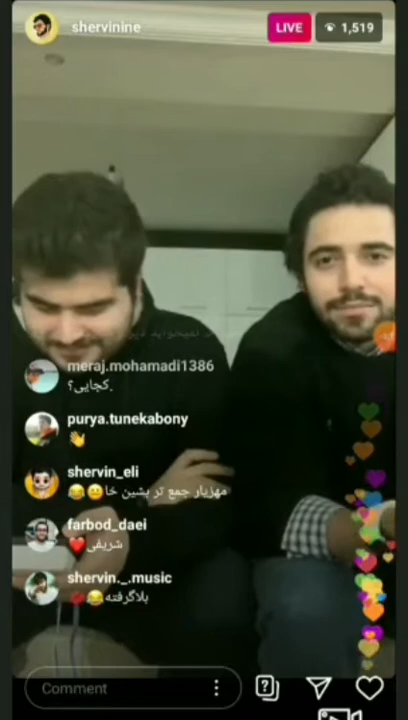 shervinine
LIVE
1,519
meraj.mohamadi1386
کجایی؟.
purya.tunekabony
👋
shervin_eli
مهزیار جمع تر بشین خا😊😂
farbod_daei
شریفی❤️
shervin._.music
بلاگرفته😂💋
Comment